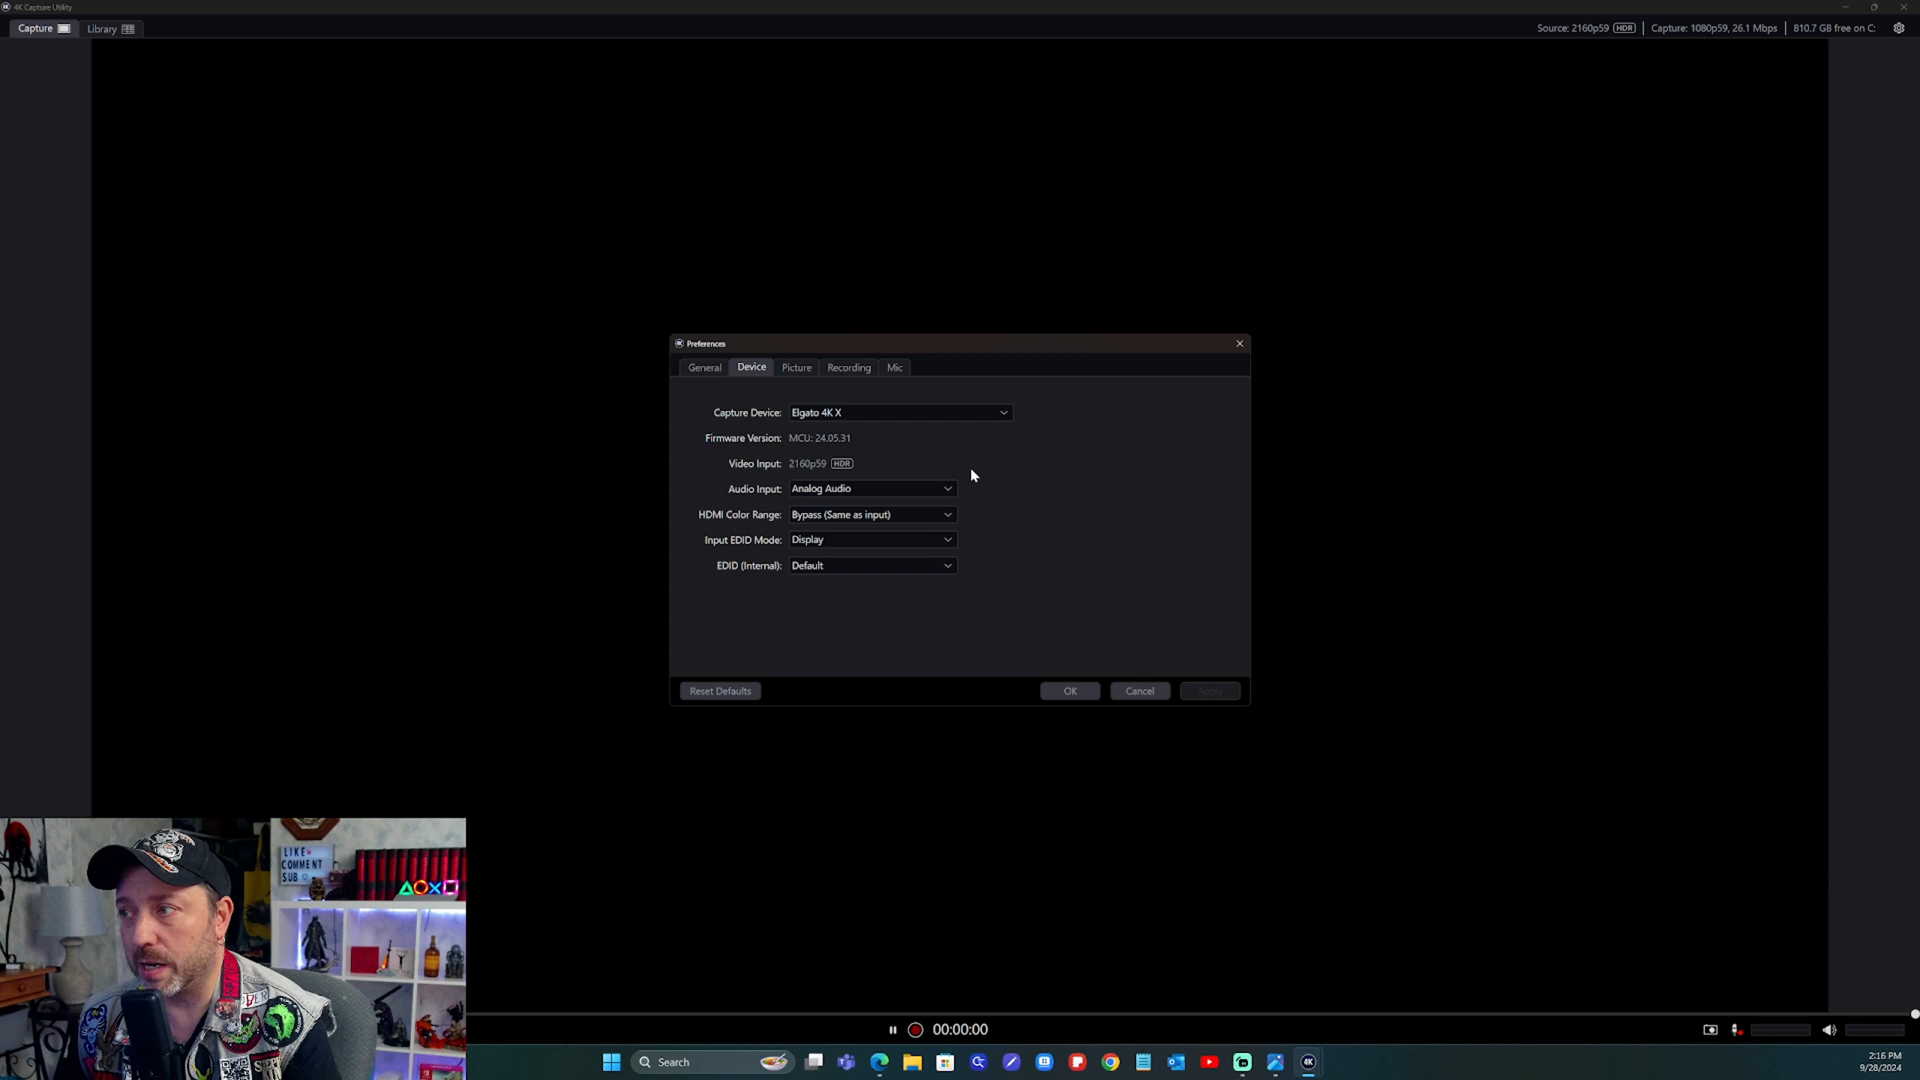 4K Capture Utility
Capture
Library
Source: 2160p59 HDR
Capture: 1080p59, 26.1 Mbps
810.7 GB free on C:
Preferences
General
Device
Picture
Recording
Mic
Capture Device: Elgato 4K X
Firmware Version: MCU: 24.05.31
Video Input: 2160p59 HDR
Audio Input: Analog Audio
HDMI Color Range: Bypass (Same as input)
Input EDID Mode: Display
EDID (Internal): Default
Reset Defaults
OK
Cancel
Apply
LIKE
COMMENT
SUB
00:00:00
Search
4K
2:16 PM
9/28/2024